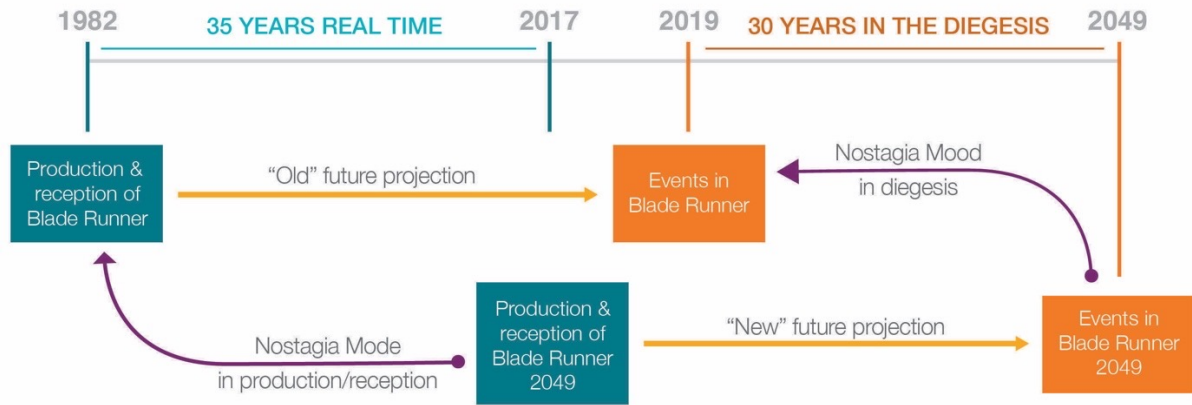 1982
35 YEARS REAL TIME
2017
2019
30 YEARS IN THE DIEGESIS
2049
Production &
reception of
Blade Runner
“Old” future projection
Events in
Blade Runner
Nostagia Mood
in diegesis
Nostagia Mode
in production/reception
Production &
reception of
Blade Runner
2049
“New” future projection
Events in
Blade Runner
2049